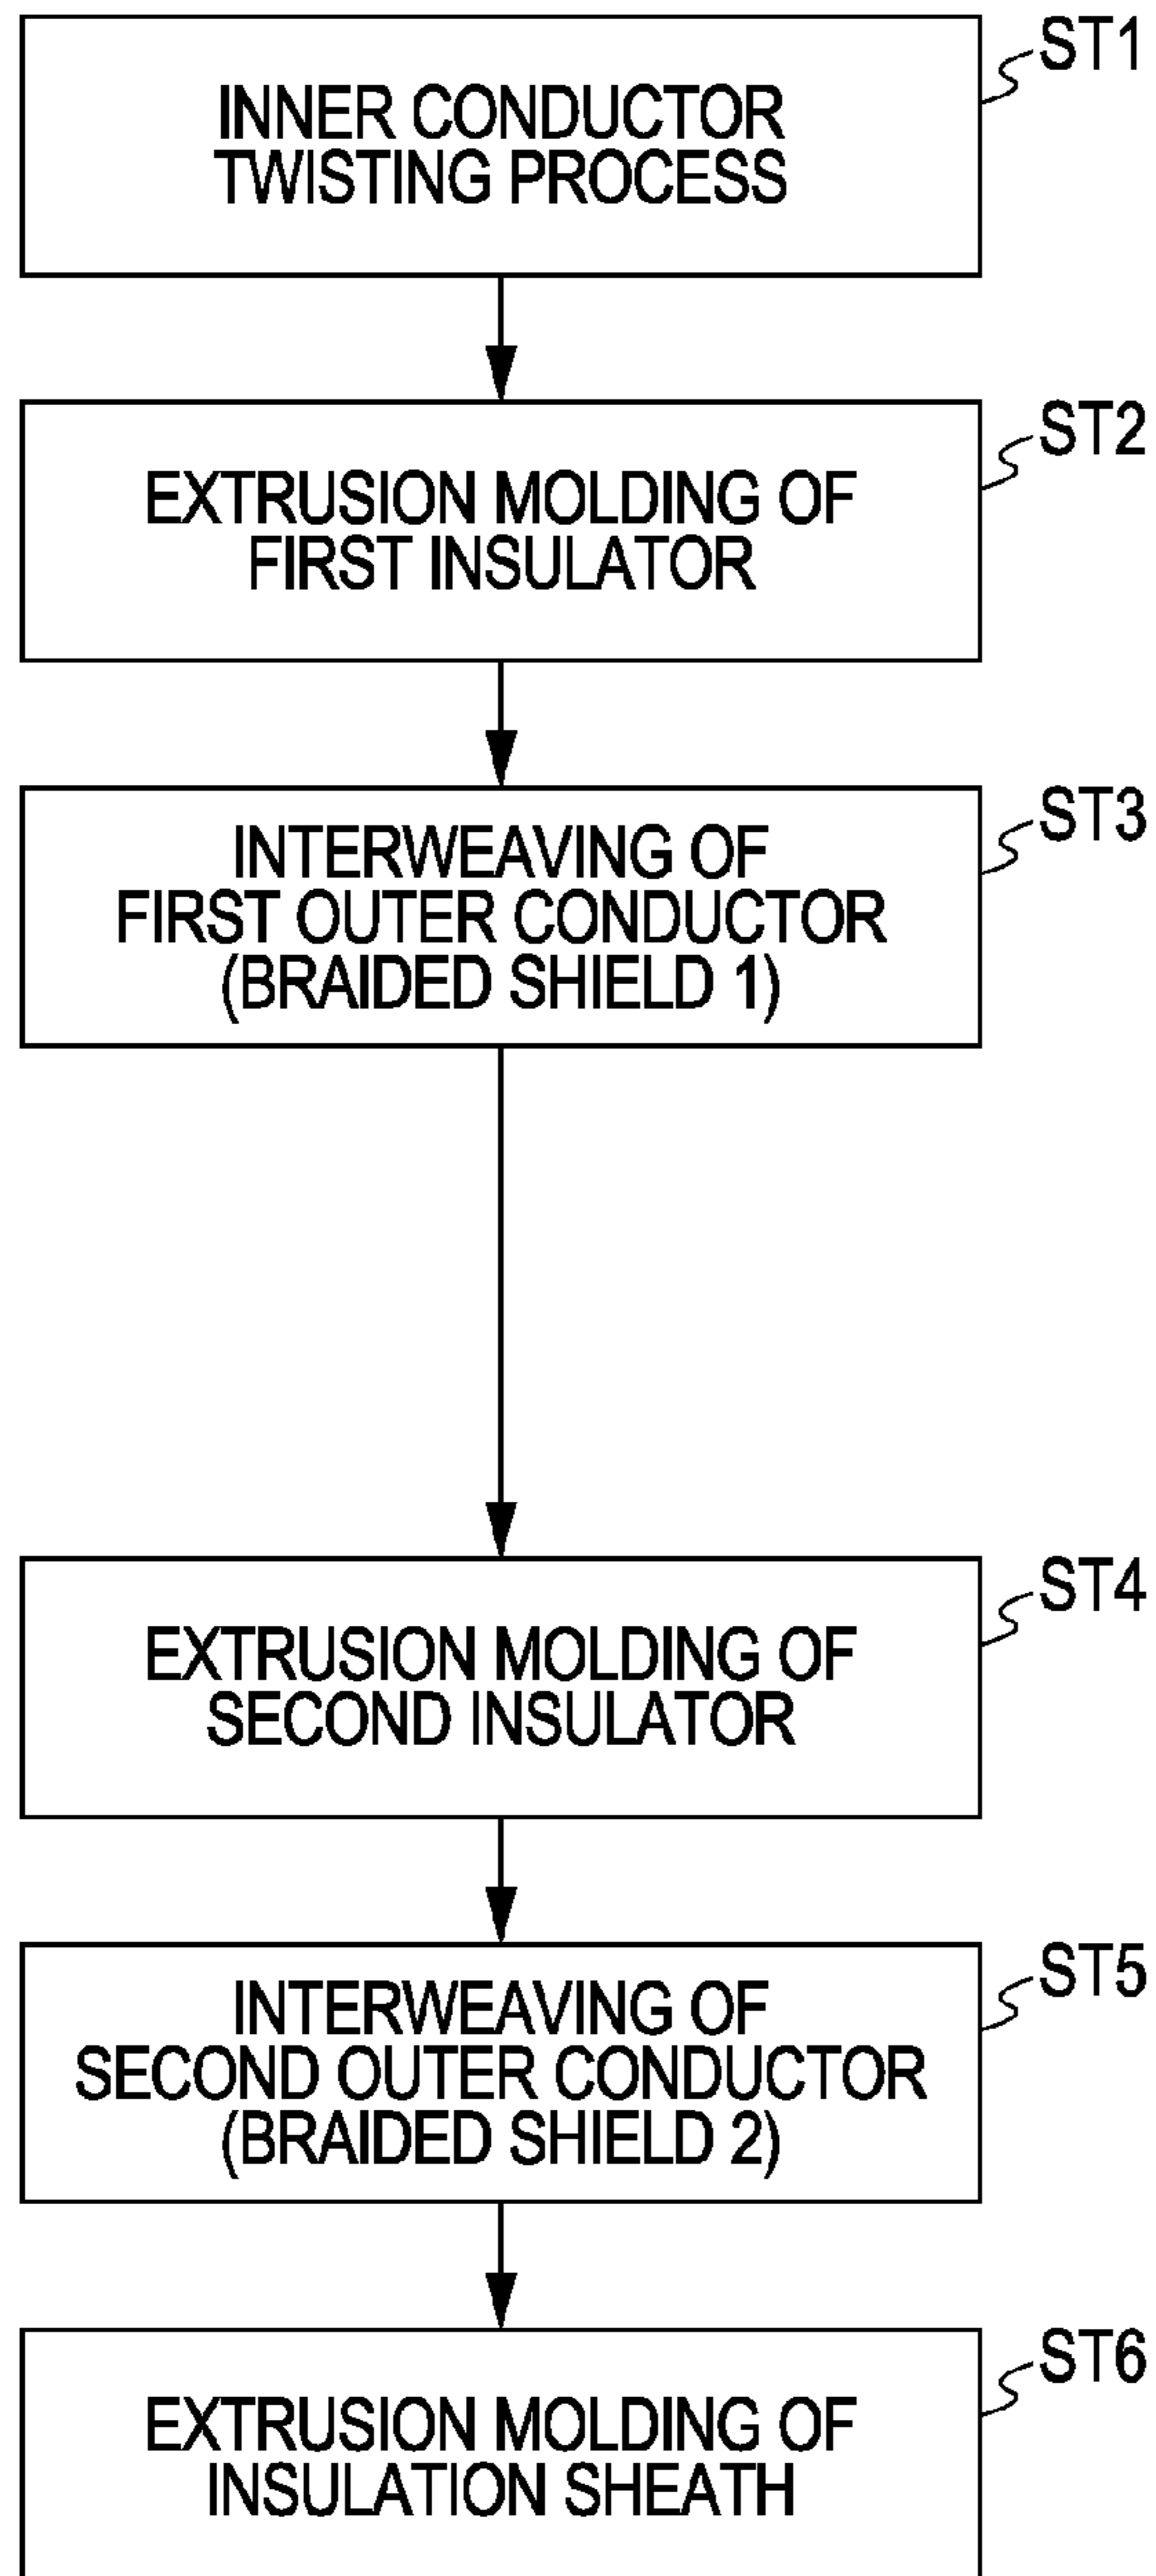 INNER CONDUCTOR
TWISTING PROCESS
ST1
EXTRUSION MOLDING OF
FIRST INSULATOR
ST2
INTERWEAVING OF
FIRST OUTER CONDUCTOR
(BRAIDED SHIELD 1)
ST3
EXTRUSION MOLDING OF
SECOND INSULATOR
ST4
INTERWEAVING OF
SECOND OUTER CONDUCTOR
(BRAIDED SHIELD 2)
ST5
EXTRUSION MOLDING OF
INSULATION SHEATH
ST6